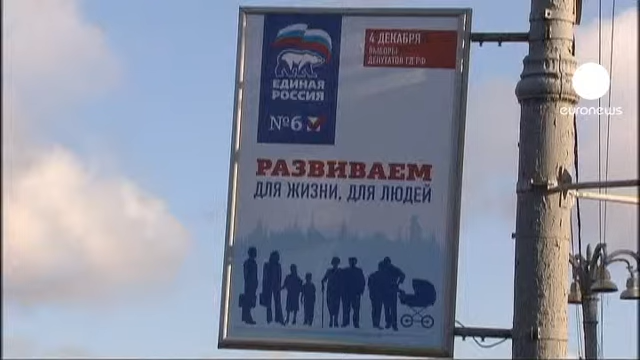 ЕДИНАЯ
РОССИЯ
№6
4 ДЕКАБРЯ
ВЫБОРЫ
ДЕПУТАТОВ ГД РФ
РАЗВИВАЕМ
ДЛЯ ЖИЗНИ, ДЛЯ ЛЮДЕЙ
euronews